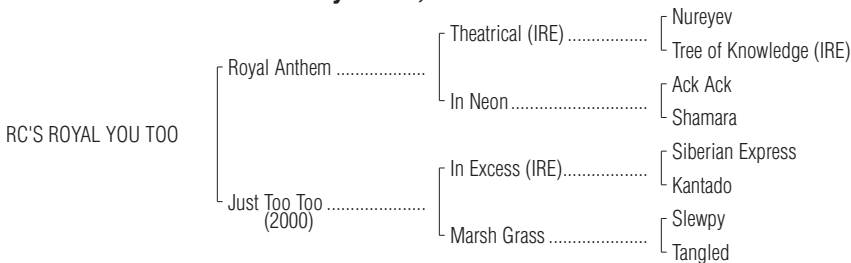 Nureyev
Theatrical (IRE) ..................
Tree of Knowledge (IRE)
Royal Anthem ....................
Ack Ack
In Neon ..............................
Shamara
RC'S ROYAL YOU TOO
Siberian Express
In Excess (IRE)...................
Kantado
Just Too Too ......................
(2000)
Slewpy
Marsh Grass ......................
Tangled